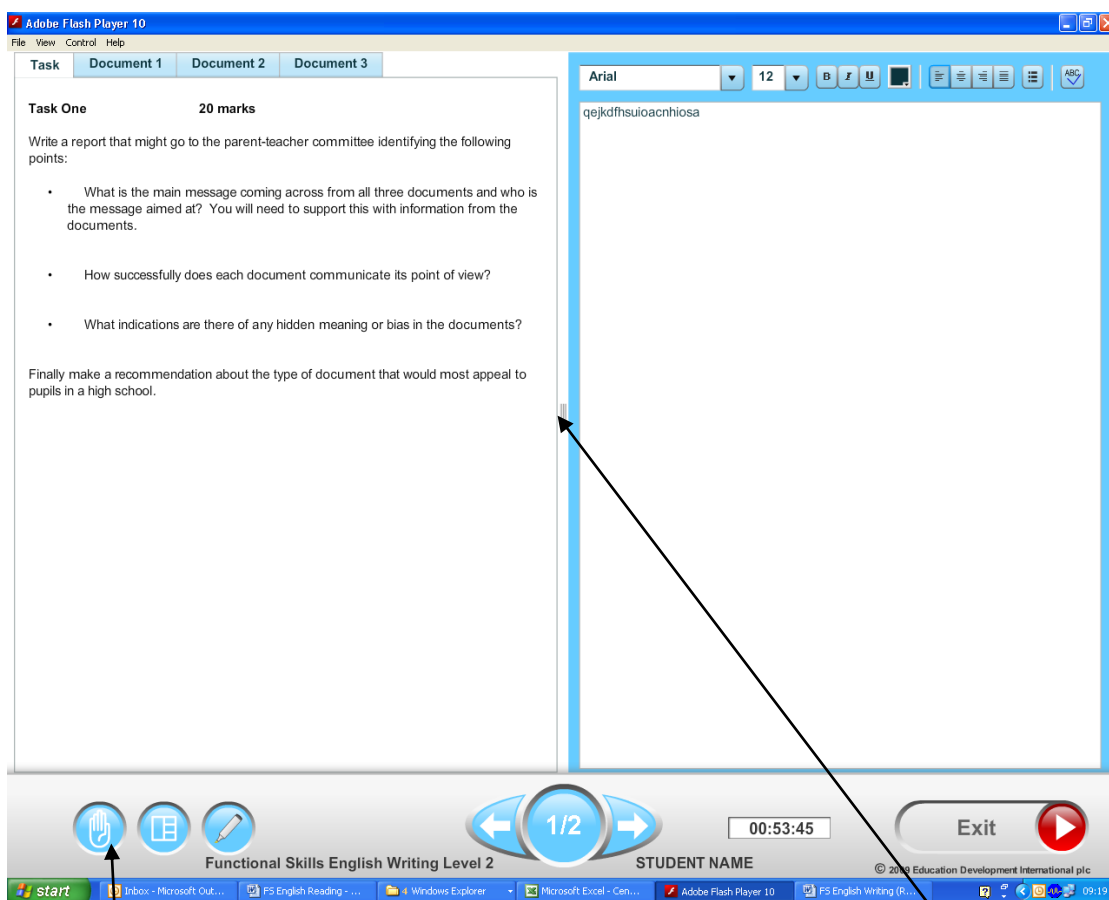 Adobe Flash Player 10
File View Control Help
Task Document 1 Document 2 Document 3
Arial 12 B I U ABC
Task One 20 marks
qejkdfhsuioacnhiosa
Write a report that might go to the parent-teacher committee identifying the following
points:
• What is the main message coming across from all three documents and who is
the message aimed at? You will need to support this with information from the
documents.
• How successfully does each document communicate its point of view?
• What indications are there of any hidden meaning or bias in the documents?
Finally make a recommendation about the type of document that would most appeal to
pupils in a high school.
1/2
00:53:45
Exit
Functional Skills English Writing Level 2
STUDENT NAME
© 2009 Education Development International plc
start Inbox - Microsoft Out... FS English Reading - ... 4 Windows Explorer Microsoft Excel - Cen... Adobe Flash Player 10 FS English Writing (R... 09:19